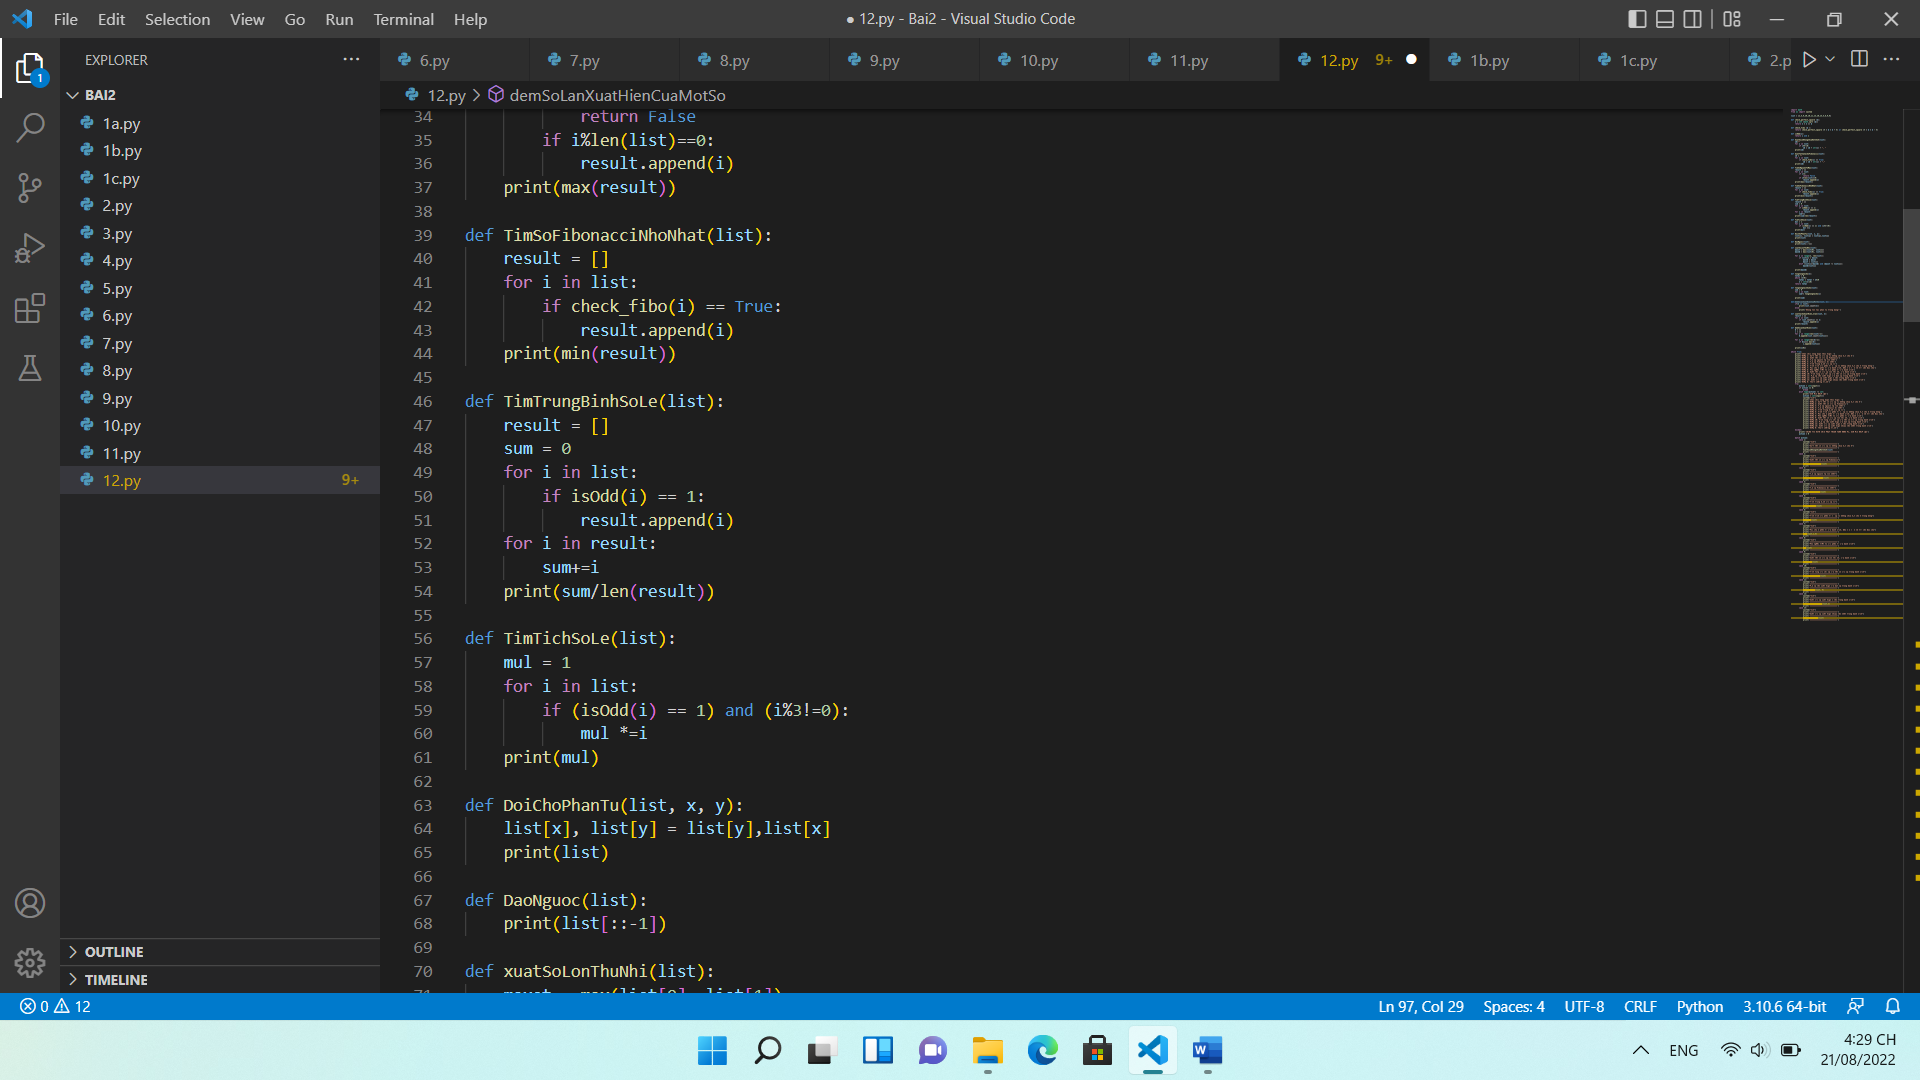 File Edit Selection View Go Run Terminal Help
● 12.py - Bai2 - Visual Studio Code
EXPLORER
6.py 7.py 8.py 9.py 10.py 11.py 12.py 9+ 1b.py 1c.py 2.p
12.py > demSoLanXuatHienCuaMotSo
1
BAI2
1a.py
1b.py
1c.py
2.py
3.py
4.py
5.py
6.py
7.py
8.py
9.py
10.py
11.py
12.py 9+
OUTLINE
TIMELINE
34 return False
35 if i%len(list)==0:
36 result.append(i)
37 print(max(result))
38
39 def TimSoFibonacciNhoNhat(list):
40 result = []
41 for i in list:
42 if check_fibo(i) == True:
43 result.append(i)
44 print(min(result))
45
46 def TimTrungBinhSoLe(list):
47 result = []
48 sum = 0
49 for i in list:
50 if isOdd(i) == 1:
51 result.append(i)
52 for i in result:
53 sum+=i
54 print(sum/len(result))
55
56 def TimTichSoLe(list):
57 mul = 1
58 for i in list:
59 if (isOdd(i) == 1) and (i%3!=0):
60 mul *=i
61 print(mul)
62
63 def DoiChoPhanTu(list, x, y):
64 list[x], list[y] = list[y],list[x]
65 print(list)
66
67 def DaoNguoc(list):
68 print(list[::-1])
69
70 def xuatSoLonThuNhi(list):
0 12
Ln 97, Col 29 Spaces: 4 UTF-8 CRLF Python 3.10.6 64-bit
ENG
4:29 CH
21/08/2022